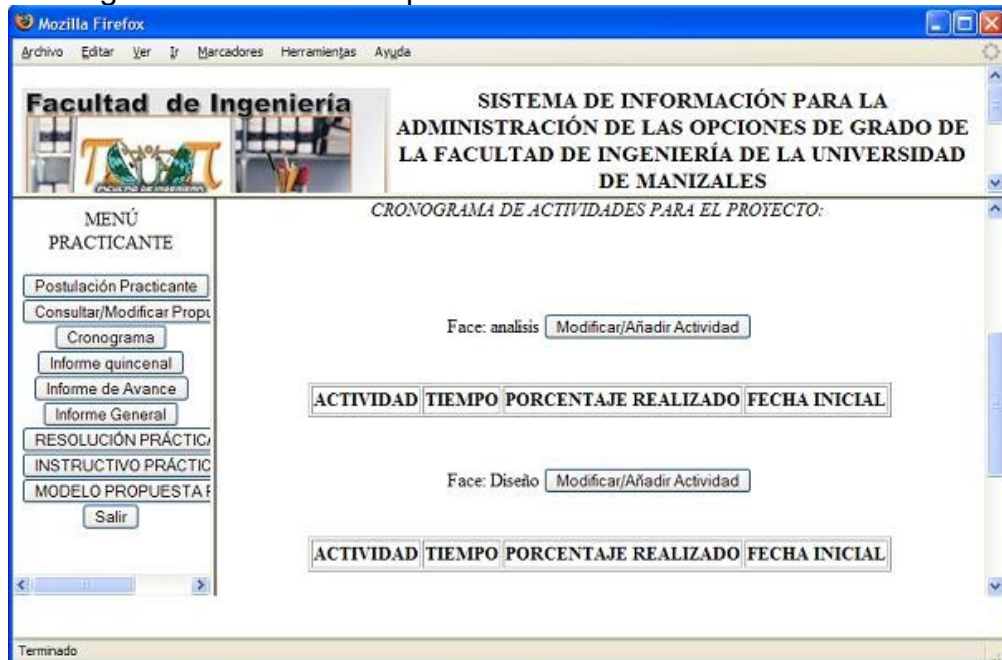 Mozilla Firefox
Archivo Editar Ver Ir Marcadores Herramientas Ayuda
Facultad de Ingeniería
FACULTAD DE INGENIERIA
SISTEMA DE INFORMACIÓN PARA LA
ADMINISTRACIÓN DE LAS OPCIONES DE GRADO DE
LA FACULTAD DE INGENIERÍA DE LA UNIVERSIDAD
DE MANIZALES
MENÚ
PRACTICANTE
Postulación Practicante
Consultar/Modificar Propu
Cronograma
Informe quincenal
Informe de Avance
Informe General
RESOLUCIÓN PRÁCTICA
INSTRUCTIVO PRÁCTIC
MODELO PROPUESTA P
Salir
CRONOGRAMA DE ACTIVIDADES PARA EL PROYECTO:
Face: analisis Modificar/Añadir Actividad
ACTIVIDAD TIEMPO PORCENTAJE REALIZADO FECHA INICIAL
Face: Diseño Modificar/Añadir Actividad
ACTIVIDAD TIEMPO PORCENTAJE REALIZADO FECHA INICIAL
Terminado